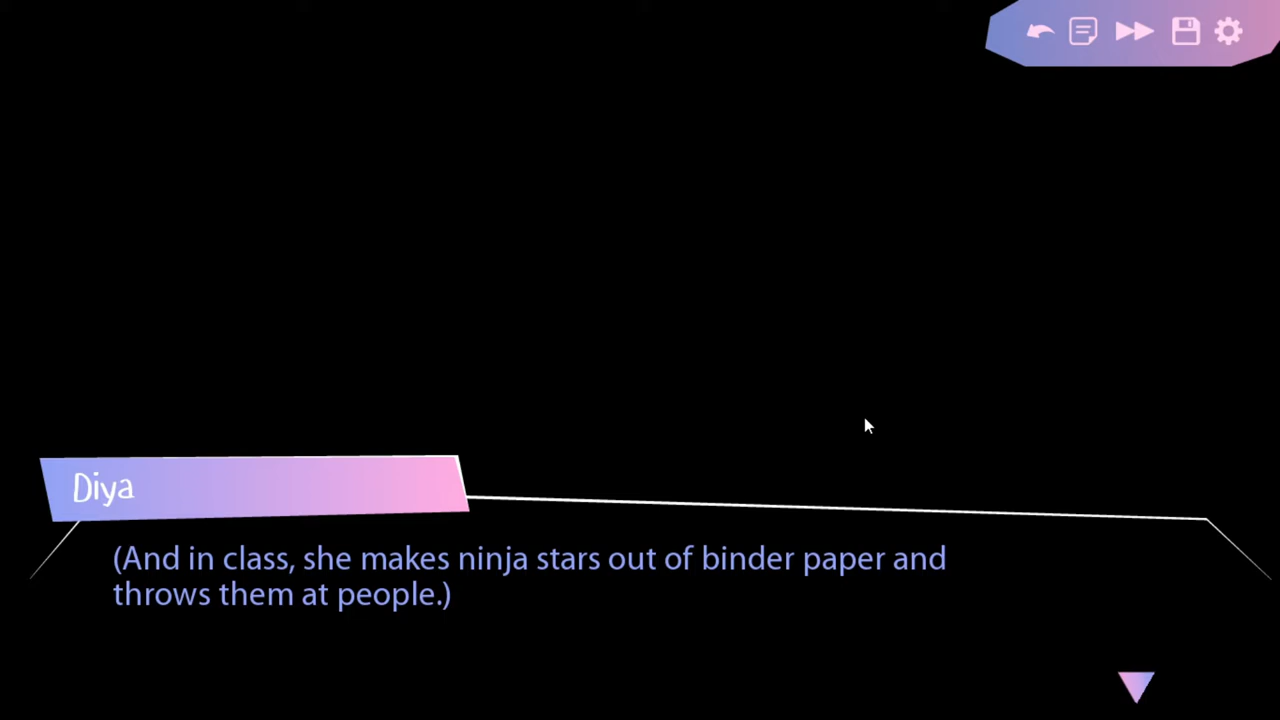 Diya
(And in class, she makes ninja stars out of binder paper and
throws them at people.)